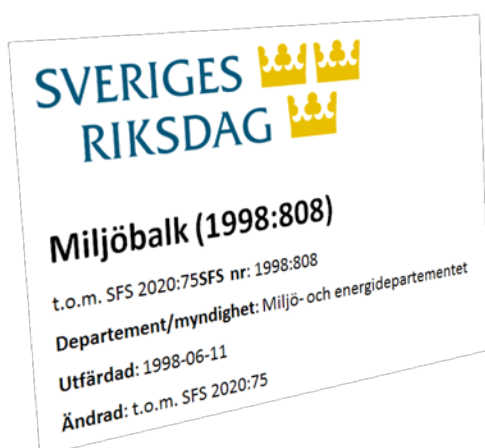 SVERIGES
RIKSDAG
Miljöbalk (1998:808)
t.o.m. SFS 2020:75SFS nr: 1998:808
Departement/myndighet: Miljö- och energidepartementet
Utfärdad: 1998-06-11
Ändrad: t.o.m. SFS 2020:75